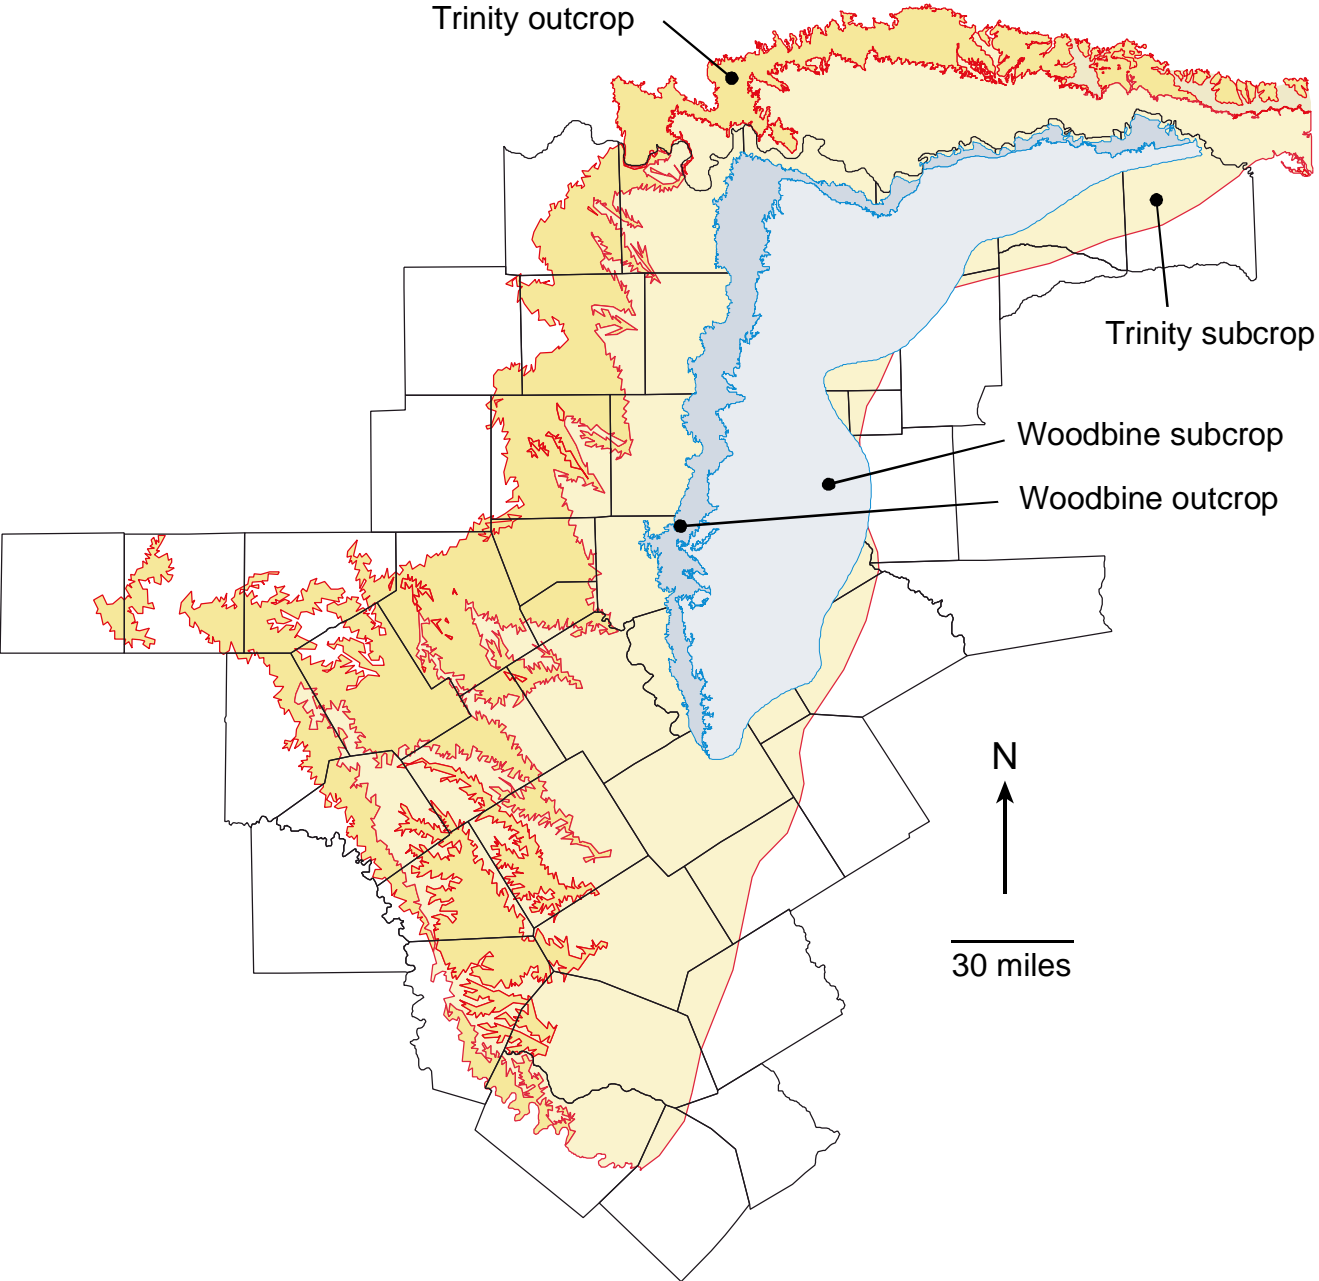 Trinity outcrop
Trinity subcrop
Woodbine subcrop
Woodbine outcrop
N
30 miles